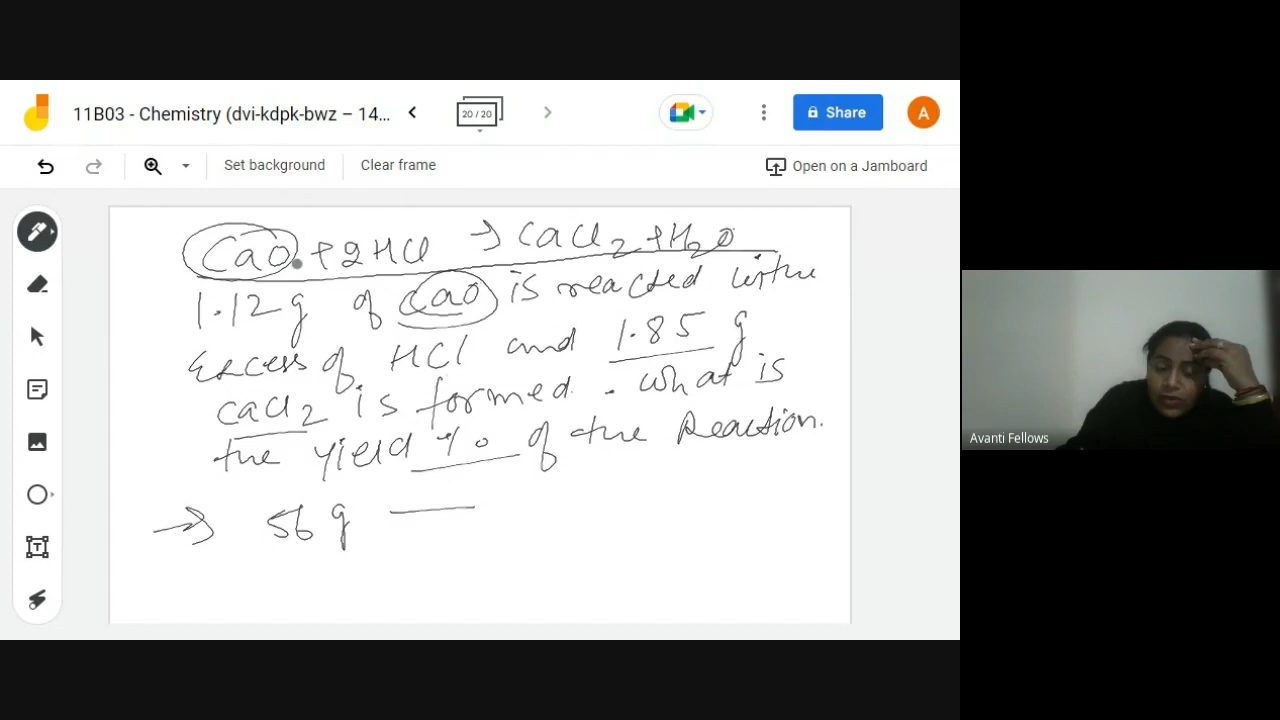 11B03 - Chemistry (dvi-kdpk-bwz – 14...
20 / 20
Share
A
Set background
Clear frame
Open on a Jamboard
CaO + 2HCl → CaCl2 + H2O
1.12 g of CaO is reacted with
Excess of HCl and 1.85 g
CaCl2 is formed. What is
the yield % of the Reaction.
→ 56 g —
Avanti Fellows